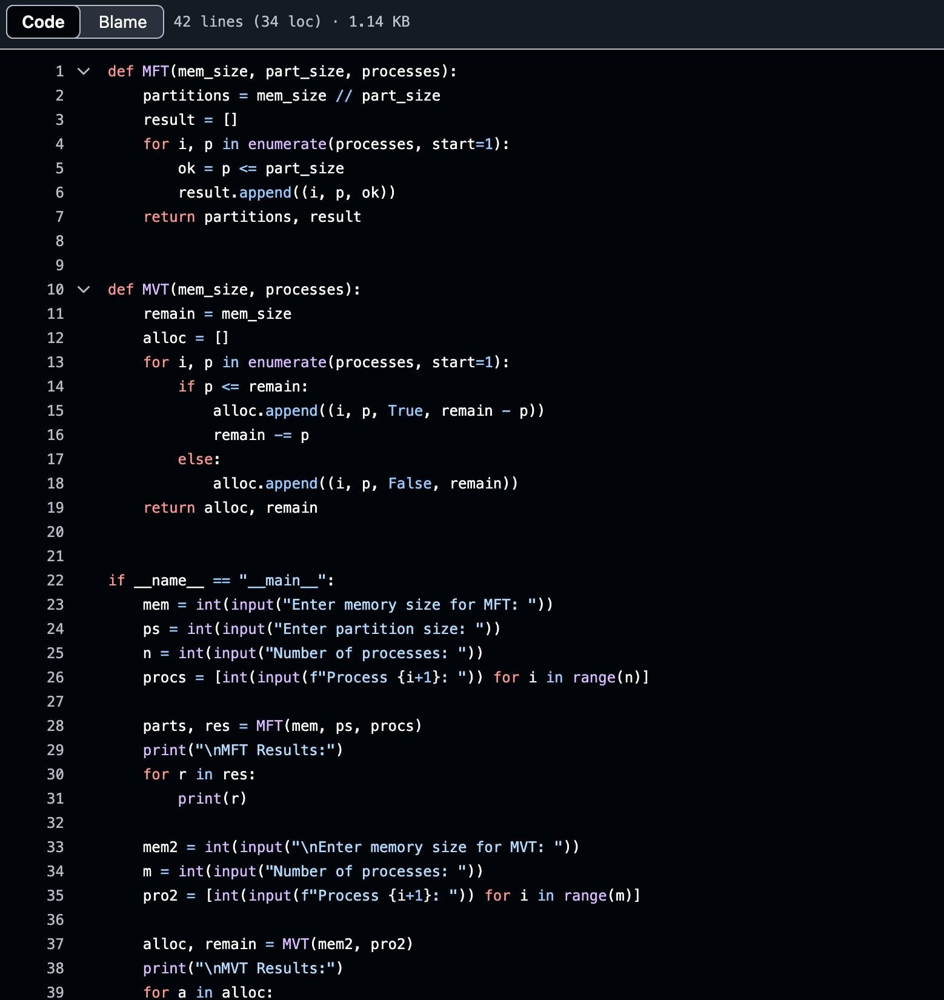 Code Blame 42 lines (34 loc) · 1.14 KB
1 def MFT(mem_size, part_size, processes):
2     partitions = mem_size // part_size
3     result = []
4     for i, p in enumerate(processes, start=1):
5         ok = p <= part_size
6         result.append((i, p, ok))
7     return partitions, result
8
9
10 def MVT(mem_size, processes):
11     remain = mem_size
12     alloc = []
13     for i, p in enumerate(processes, start=1):
14         if p <= remain:
15             alloc.append((i, p, True, remain - p))
16             remain -= p
17         else:
18             alloc.append((i, p, False, remain))
19     return alloc, remain
20
21
22 if __name__ == "__main__":
23     mem = int(input("Enter memory size for MFT: "))
24     ps = int(input("Enter partition size: "))
25     n = int(input("Number of processes: "))
26     procs = [int(input(f"Process {i+1}: ")) for i in range(n)]
27
28     parts, res = MFT(mem, ps, procs)
29     print("\nMFT Results:")
30     for r in res:
31         print(r)
32
33     mem2 = int(input("\nEnter memory size for MVT: "))
34     m = int(input("Number of processes: "))
35     pro2 = [int(input(f"Process {i+1}: ")) for i in range(m)]
36
37     alloc, remain = MVT(mem2, pro2)
38     print("\nMVT Results:")
39     for a in alloc: